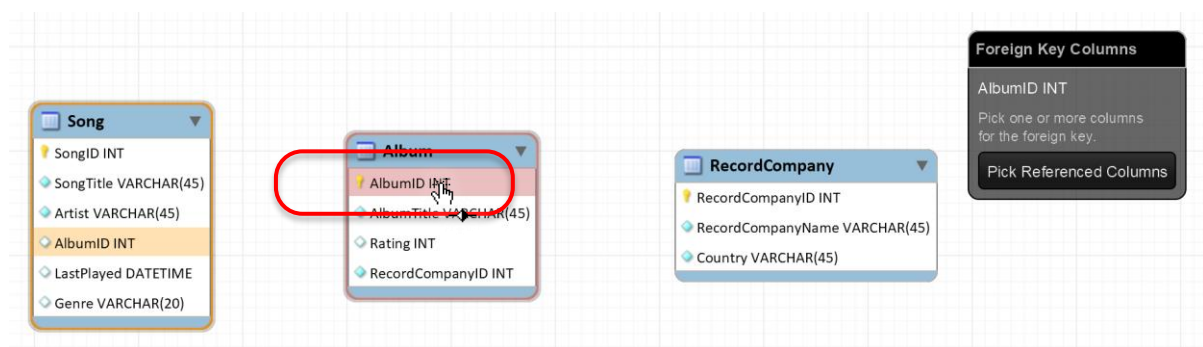 Song
SongID INT
SongTitle VARCHAR(45)
Artist VARCHAR(45)
AlbumID INT
LastPlayed DATETIME
Genre VARCHAR(20)
Album
AlbumID INT
AlbumTitle VARCHAR(45)
Rating INT
RecordCompanyID INT
RecordCompany
RecordCompanyID INT
RecordCompanyName VARCHAR(45)
Country VARCHAR(45)
Foreign Key Columns
AlbumID INT
Pick one or more columns
for the foreign key.
Pick Referenced Columns